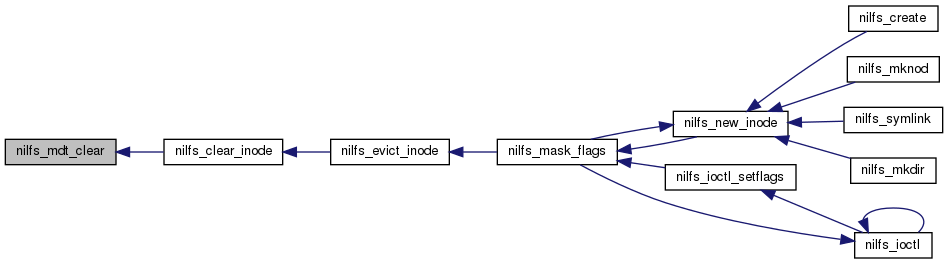 nilfs_mdt_clear
nilfs_clear_inode
nilfs_evict_inode
nilfs_mask_flags
nilfs_new_inode
nilfs_create
nilfs_mknod
nilfs_symlink
nilfs_mkdir
nilfs_ioctl_setflags
nilfs_ioctl